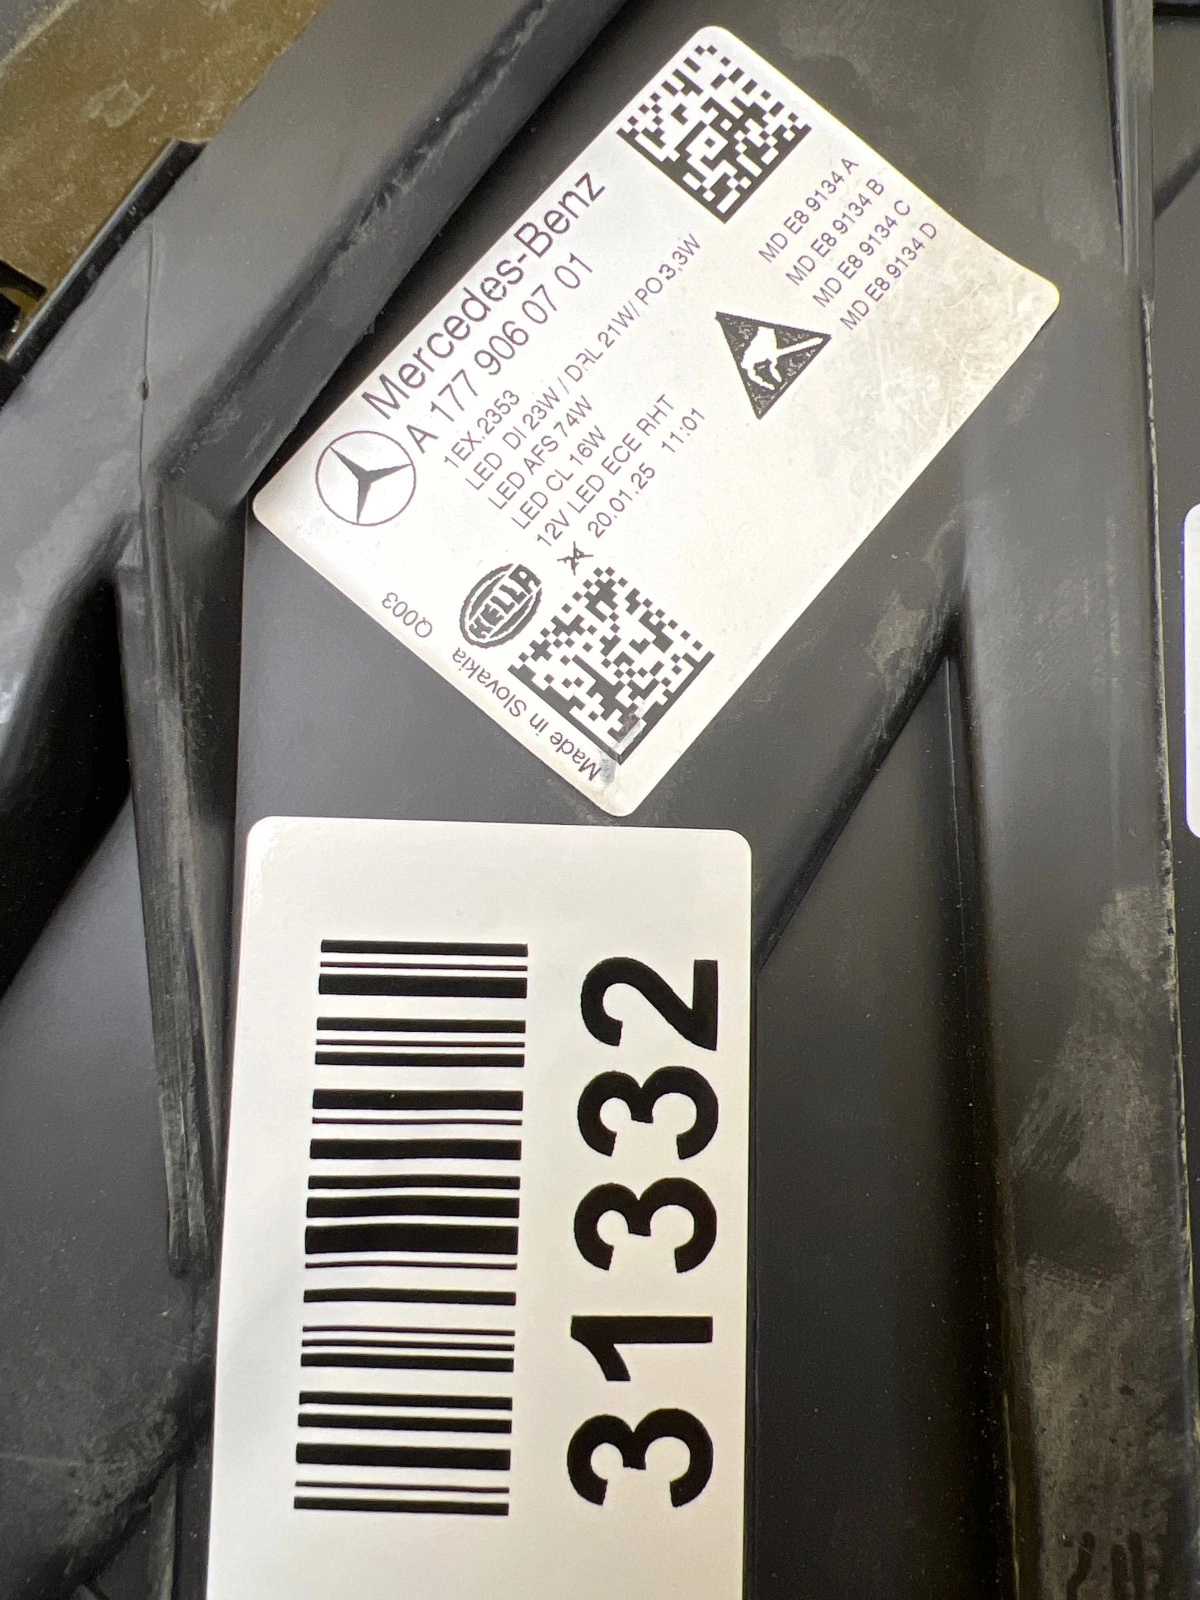 Mercedes-Benz
A 177 906 07 01
1EX.2353
LED DI 23W / DRL 21W/ PO 3,3W
LED AFS 74W
LED CL 16W
12V LED ECE RHT
20.01.25 11:01
MD E8 9134 A
MD E8 9134 B
MD E8 9134 C
MD E8 9134 D
Q003
HELLA
Made in Slovakia
31332